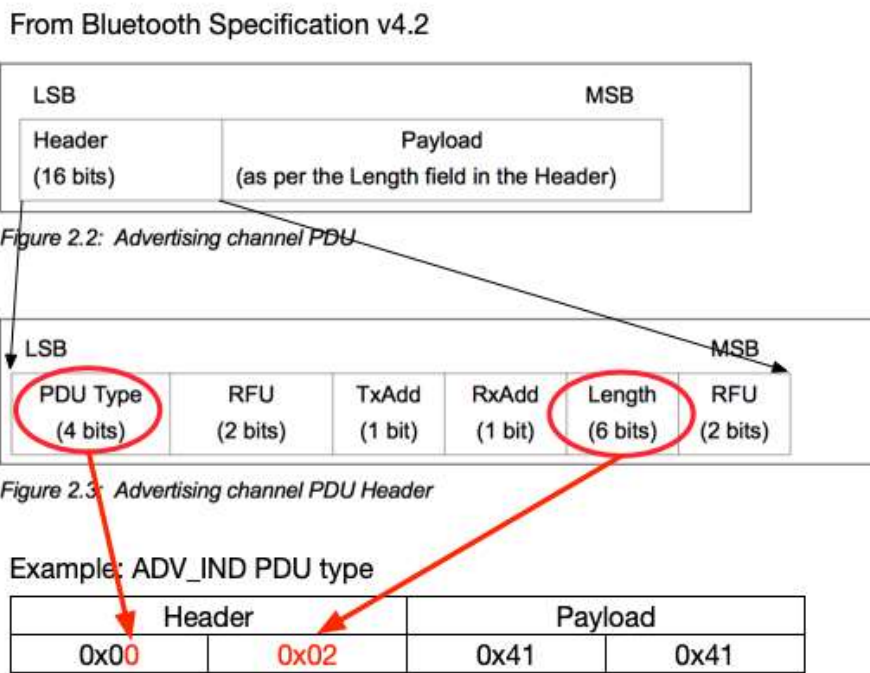 From Bluetooth Specification v4.2
LSB MSB
Header Payload
(16 bits) (as per the Length field in the Header)
Figure 2.2: Advertising channel PDU
LSB MSB
PDU Type RFU TxAdd RxAdd Length RFU
(4 bits) (2 bits) (1 bit) (1 bit) (6 bits) (2 bits)
Figure 2.3: Advertising channel PDU Header
Example: ADV_IND PDU type
Header Payload
0x00 0x02 0x41 0x41